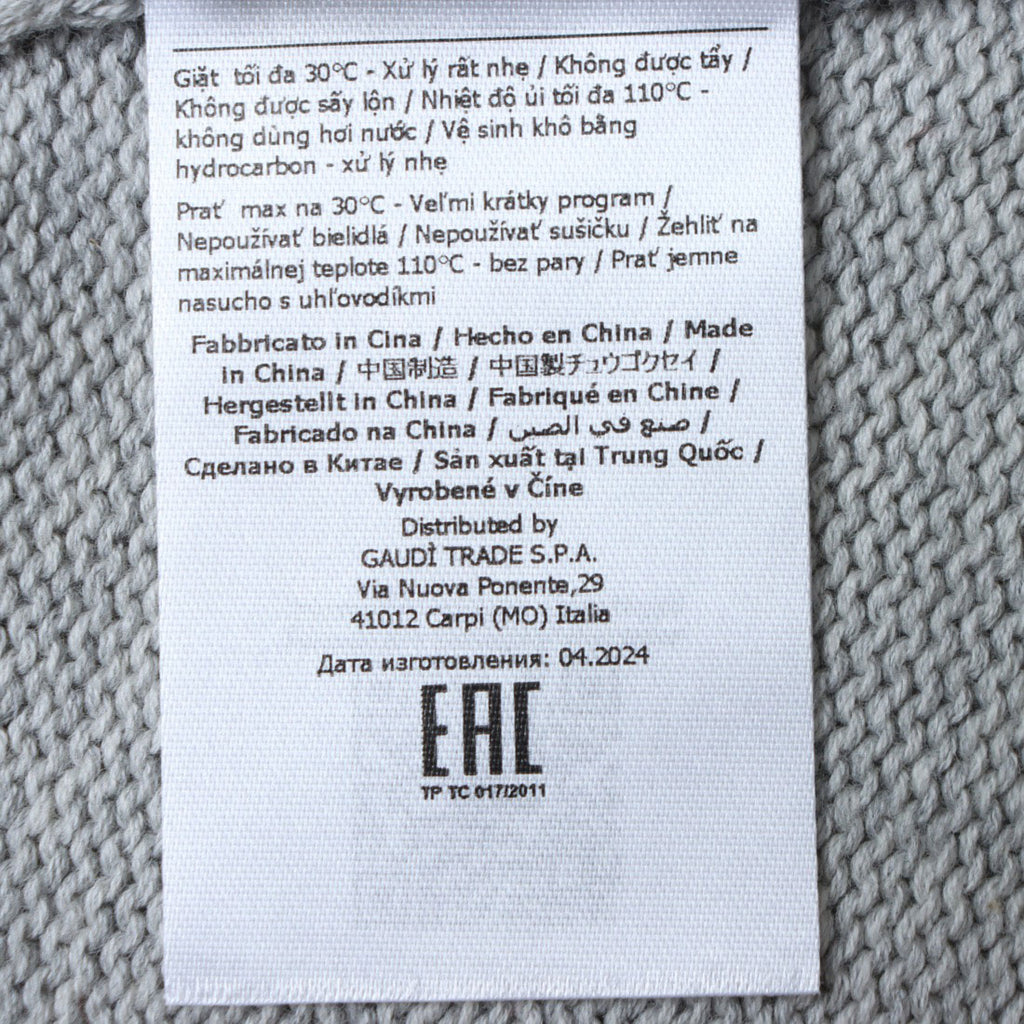 Giặt tối đa 30°C - Xử lý rất nhẹ / Không được tẩy /
Không được sấy lộn / Nhiệt độ ủi tối đa 110°C -
không dùng hơi nước / Vệ sinh khô bằng
hydrocarbon - xử lý nhẹ
Prať max na 30°C - Veľmi krátky program /
Nepoužívať bielidlá / Nepoužívať sušičku / Žehliť na
maximálnej teplote 110°C - bez pary / Prať jemne
nasucho s uhľovodíkmi
Fabbricato in Cina / Hecho en China / Made
in China / 中国制造 / 中国製チュウゴクセイ /
Hergestellt in China / Fabriqué en Chine /
Fabricado na China / صنع في الصين /
Сделано в Китае / Sản xuất tại Trung Quốc /
Vyrobené v Číne
Distributed by
GAUDÌ TRADE S.P.A.
Via Nuova Ponente,29
41012 Carpi (MO) Italia
Дата изготовления: 04.2024
EAC
ТР ТС 017/2011